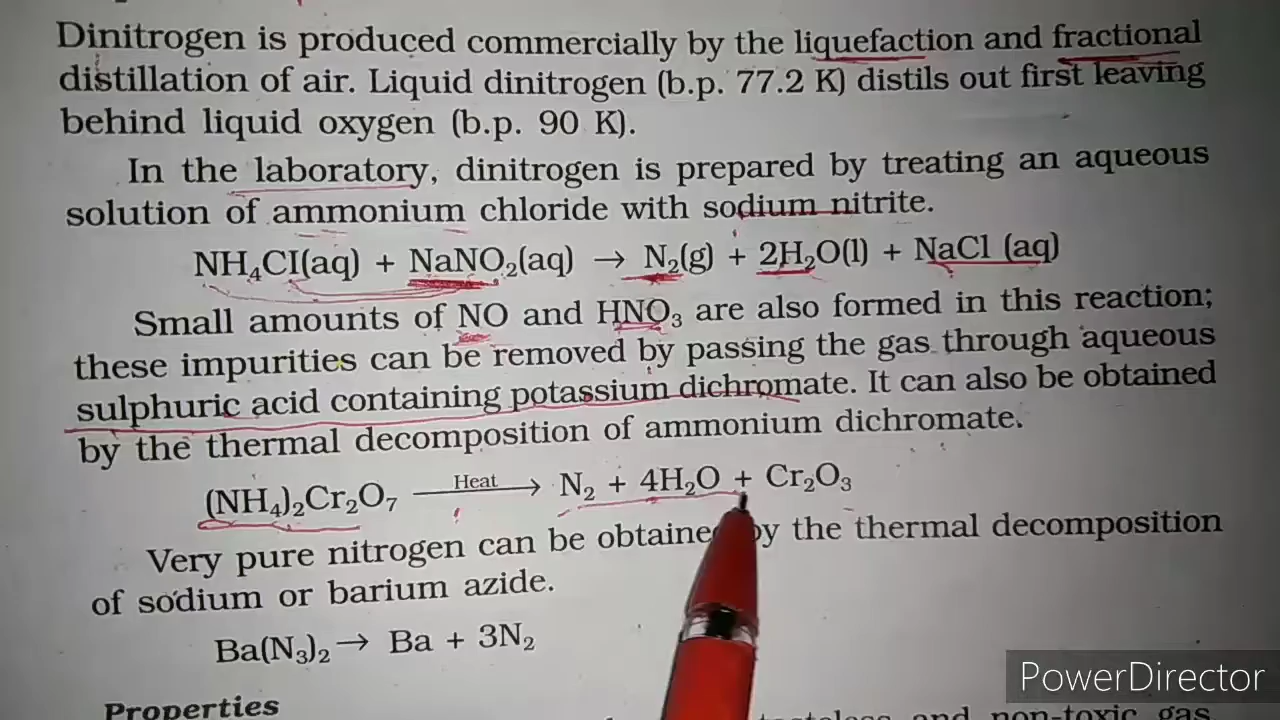 Dinitrogen is produced commercially by the liquefaction and fractional
distillation of air. Liquid dinitrogen (b.p. 77.2 K) distils out first leaving
behind liquid oxygen (b.p. 90 K).
In the laboratory, dinitrogen is prepared by treating an aqueous
solution of ammonium chloride with sodium nitrite.
NH₄CI(aq) + NaNO₂(aq) → N₂(g) + 2H₂O(l) + NaCl (aq)
Small amounts of NO and HNO₃ are also formed in this reaction;
these impurities can be removed by passing the gas through aqueous
sulphuric acid containing potassium dichromate. It can also be obtained
by the thermal decomposition of ammonium dichromate.
Heat
(NH₄)₂Cr₂O₇ ⟶ N₂ + 4H₂O + Cr₂O₃
Very pure nitrogen can be obtained by the thermal decomposition
of sodium or barium azide.
Ba(N₃)₂ → Ba + 3N₂
PowerDirector
Properties
and non-toxic gas